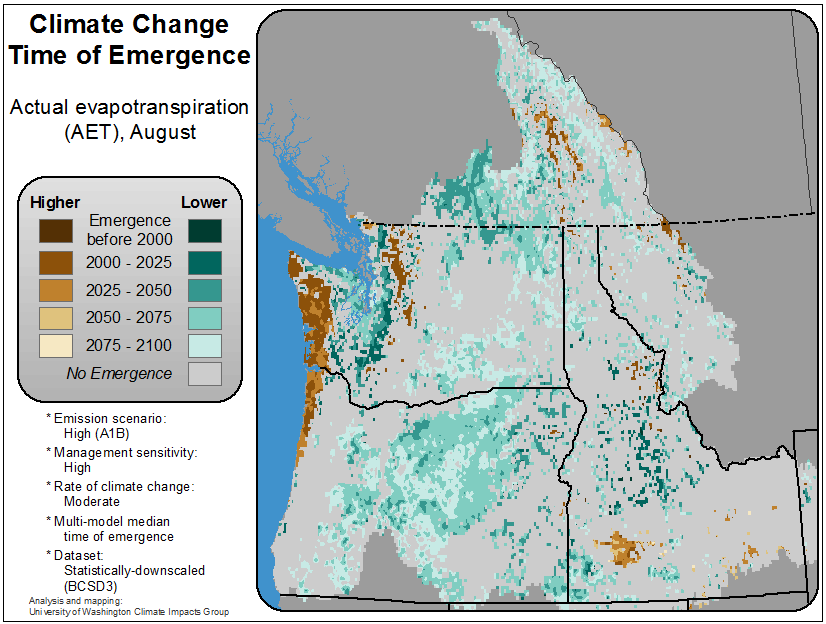 Climate Change
Time of Emergence
Actual evapotranspiration
(AET), August
Higher Lower
Emergence
before 2000
2000 - 2025
2025 - 2050
2050 - 2075
2075 - 2100
No Emergence
* Emission scenario:
High (A1B)
* Management sensitivity:
High
* Rate of climate change:
Moderate
* Multi-model median
time of emergence
* Dataset:
Statistically-downscaled
(BCSD3)
Analysis and mapping:
University of Washington Climate Impacts Group